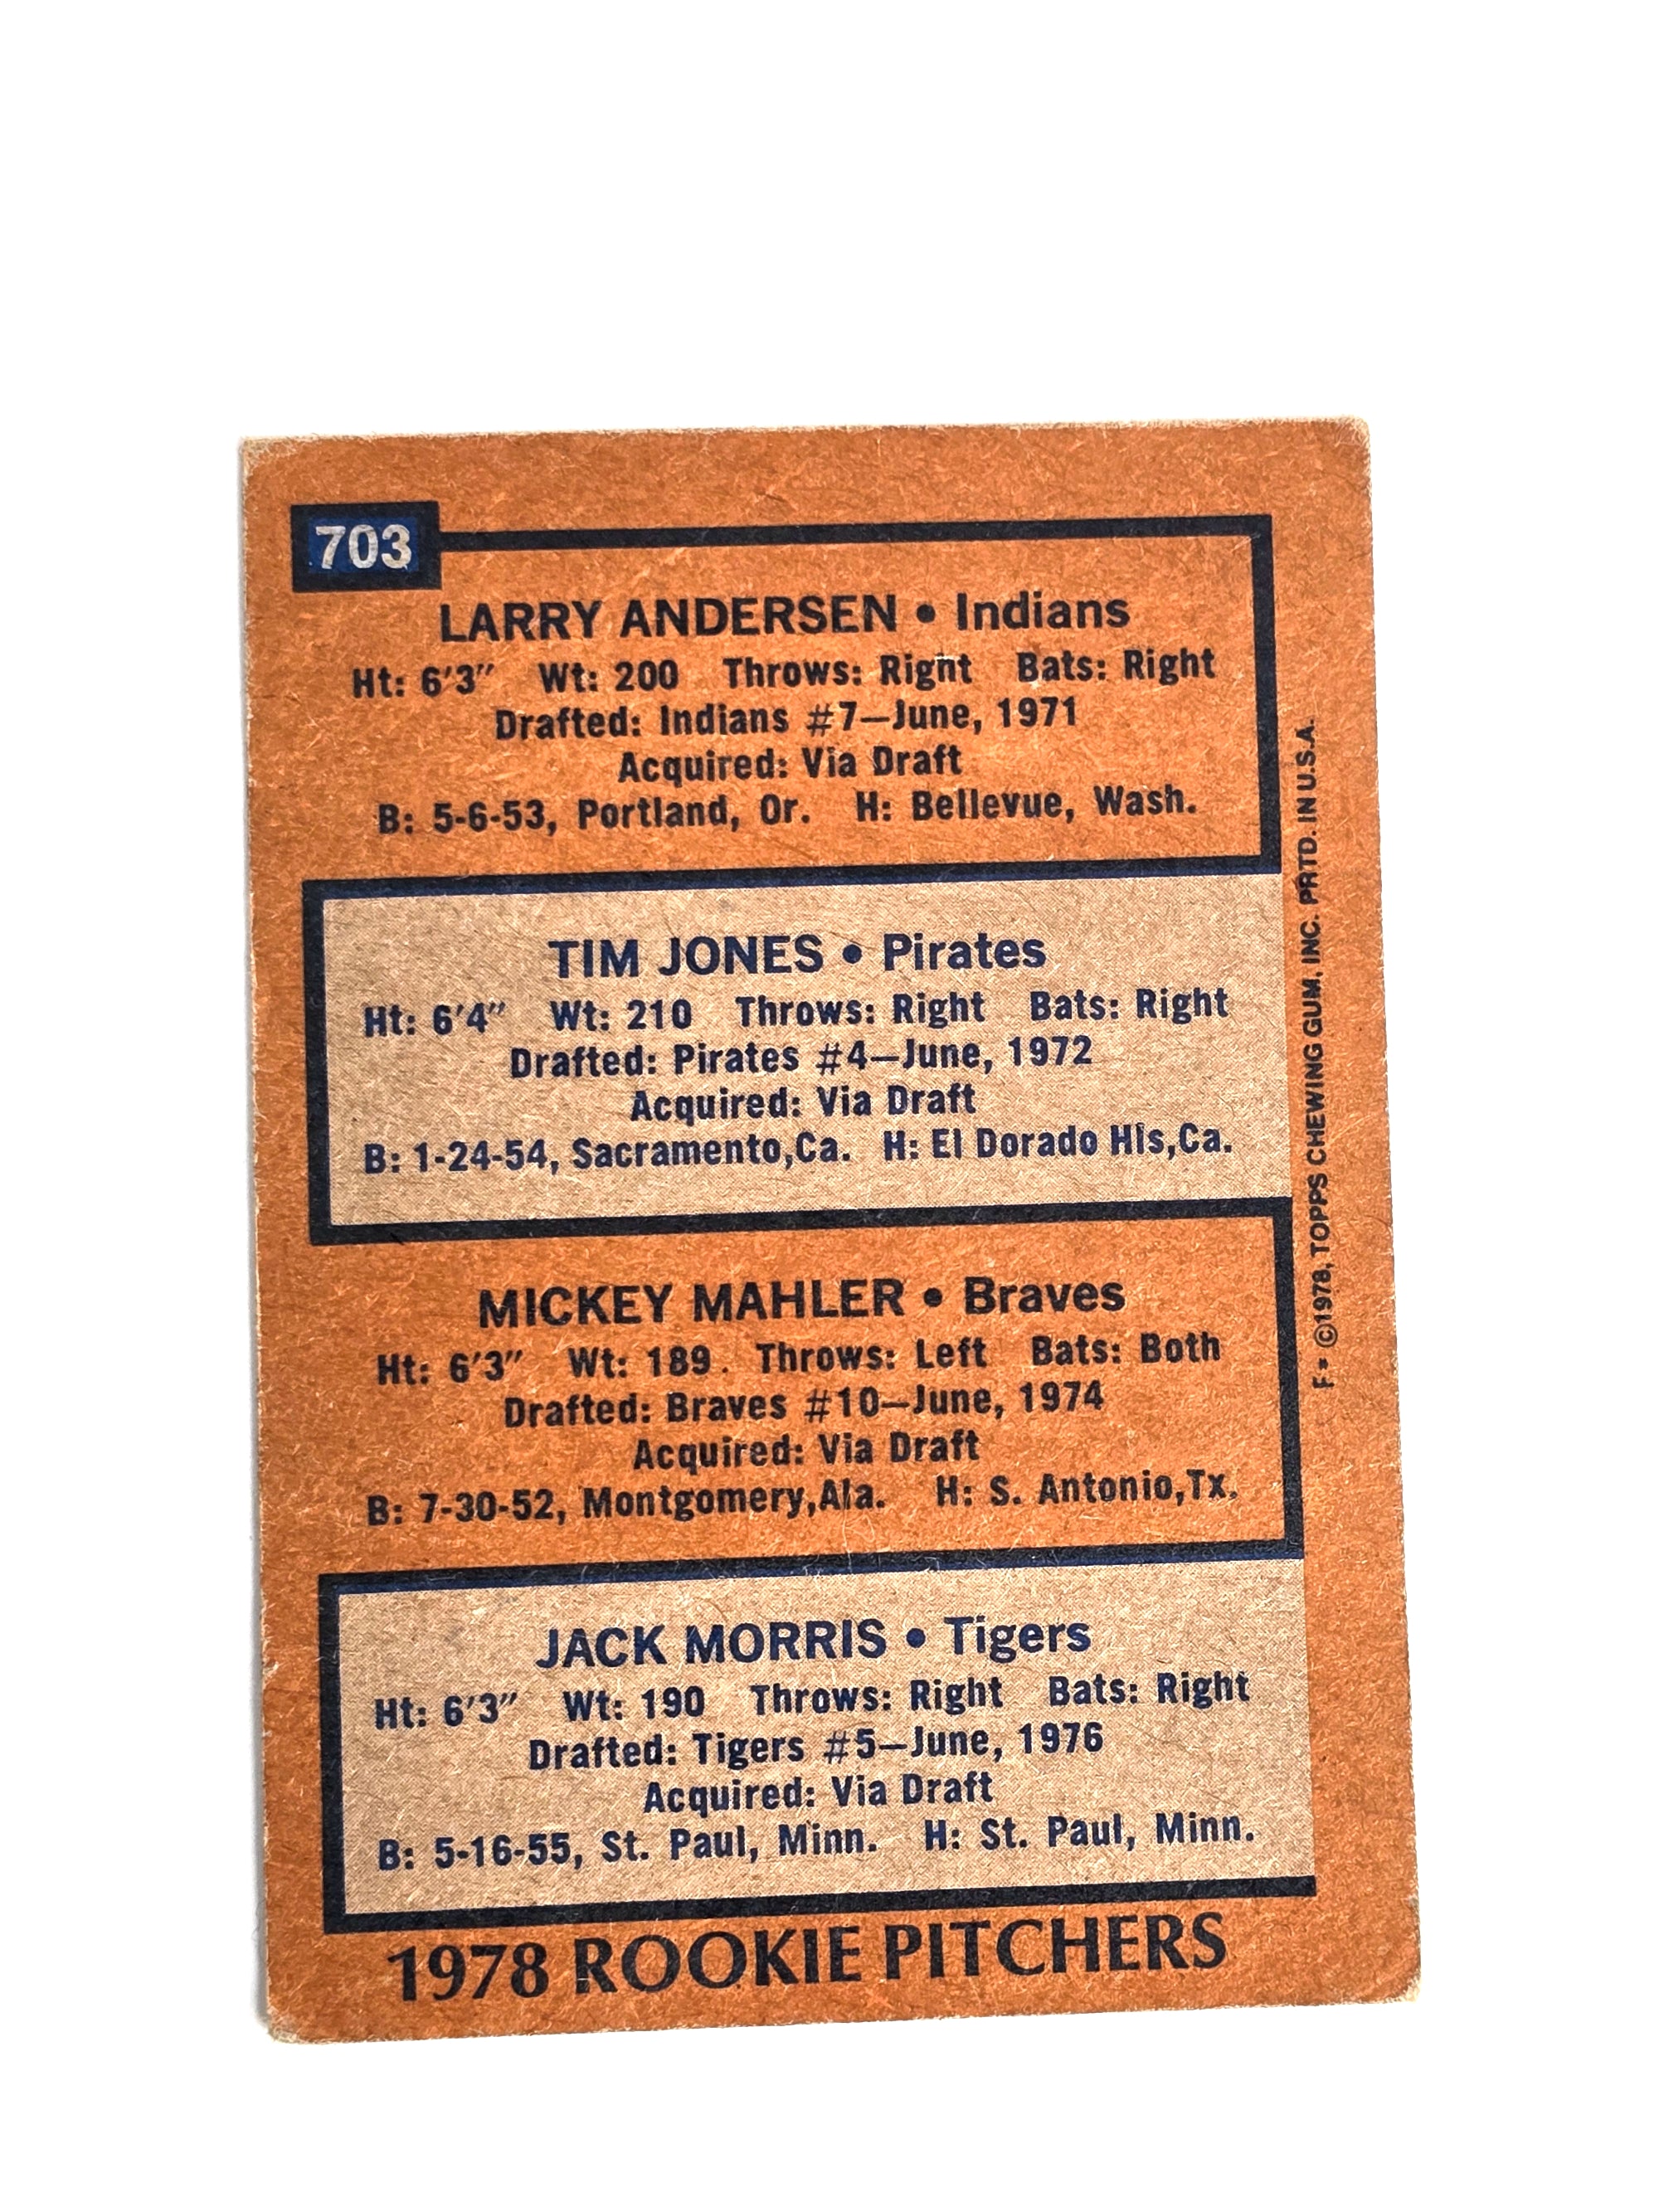 703
LARRY ANDERSEN • Indians
Ht: 6'3" Wt: 200 Throws: Right Bats: Right
Drafted: Indians #7—June, 1971
Acquired: Via Draft
B: 5-6-53, Portland, Or. H: Bellevue, Wash.
TIM JONES • Pirates
Ht: 6'4" Wt: 210 Throws: Right Bats: Right
Drafted: Pirates #4—June, 1972
Acquired: Via Draft
B: 1-24-54, Sacramento,Ca. H: El Dorado Hls,Ca.
MICKEY MAHLER • Braves
Ht: 6'3" Wt: 189. Throws: Left Bats: Both
Drafted: Braves #10—June, 1974
Acquired: Via Draft
B: 7-30-52, Montgomery,Ala. H: S. Antonio,Tx.
JACK MORRIS • Tigers
Ht: 6'3" Wt: 190 Throws: Right Bats: Right
Drafted: Tigers #5—June, 1976
Acquired: Via Draft
B: 5-16-55, St. Paul, Minn. H: St. Paul, Minn.
1978 ROOKIE PITCHERS
F* ©1978, TOPPS CHEWING GUM, INC. PRTD. IN U.S.A.